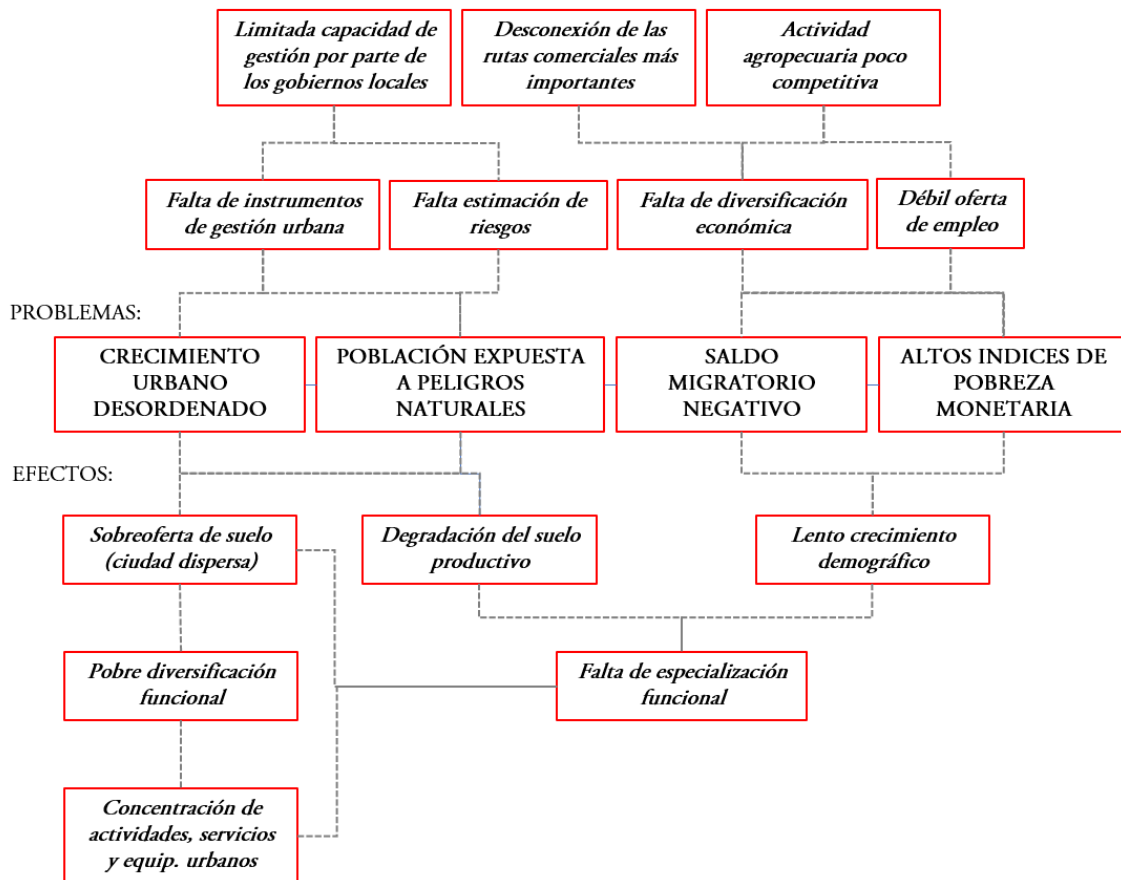 Limitada capacidad de
gestión por parte de
los gobiernos locales
Desconexión de las
rutas comerciales más
importantes
Actividad
agropecuaria poco
competitiva
Falta de instrumentos
de gestión urbana
Falta estimación de
riesgos
Falta de diversificación
económica
Débil oferta
de empleo
PROBLEMAS:
CRECIMIENTO
URBANO
DESORDENADO
POBLACIÓN EXPUESTA
A PELIGROS
NATURALES
SALDO
MIGRATORIO
NEGATIVO
ALTOS INDICES DE
POBREZA
MONETARIA
EFECTOS:
Sobreoferta de suelo
(ciudad dispersa)
Degradación del suelo
productivo
Lento crecimiento
demográfico
Pobre diversificación
funcional
Falta de especialización
funcional
Concentración de
actividades, servicios
y equip. urbanos